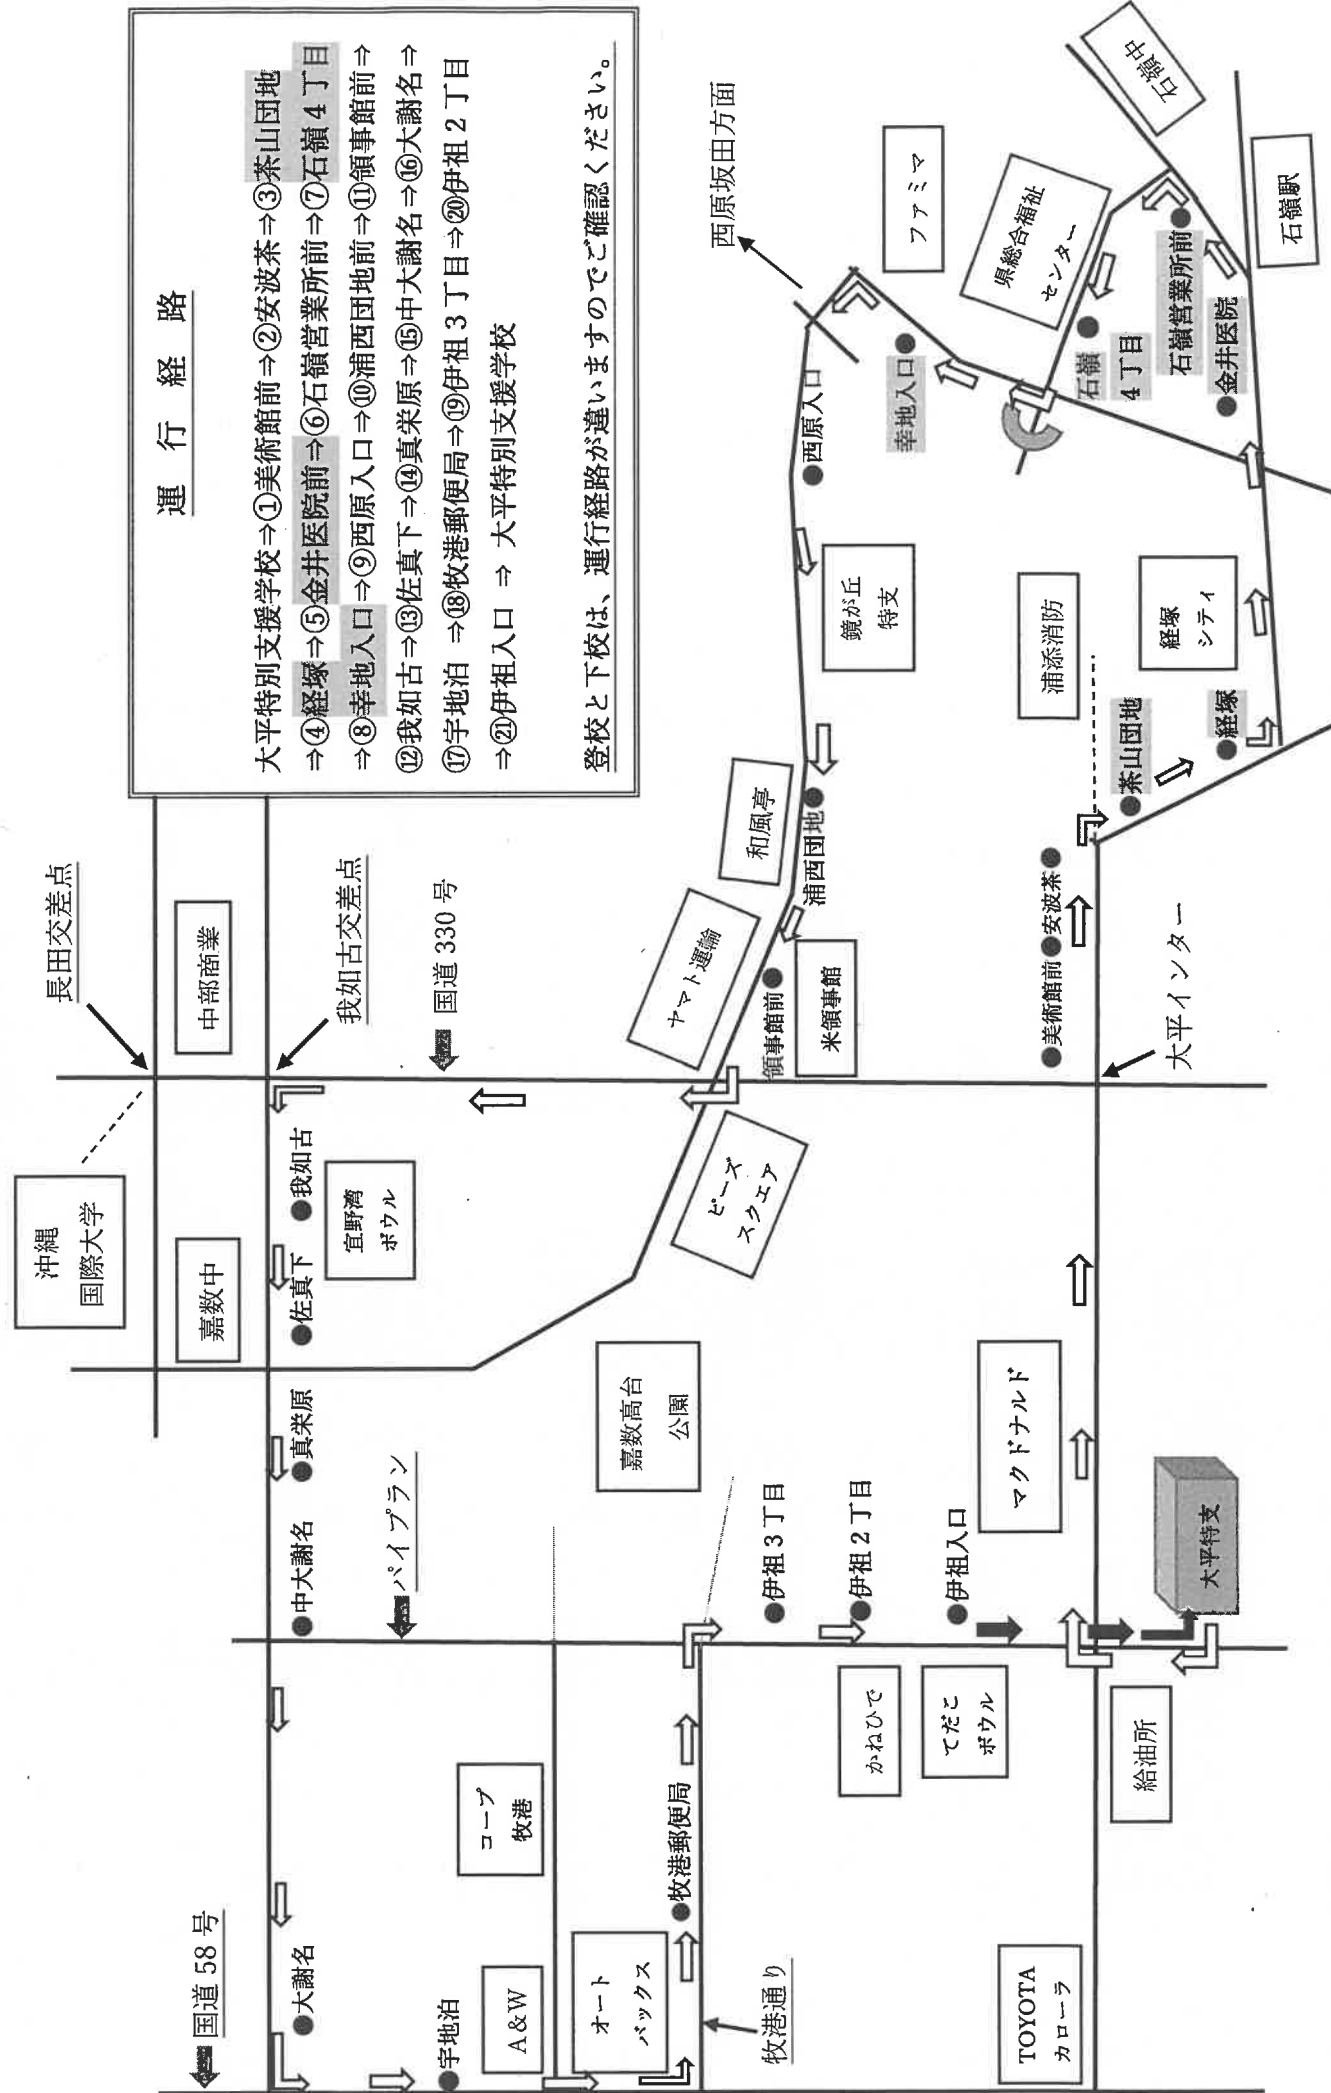 運 行 経 路
大平特別支援学校⇒①美術館前⇒②安波茶⇒③茶山団地
⇒④経塚⇒⑤金井医院前⇒⑥石嶺営業所前⇒⑦石嶺４丁目
⇒⑧幸地入口⇒⑨西原入口⇒⑩浦西団地前⇒⑪領事館前⇒
⑫我如古⇒⑬佐真下⇒⑭真栄原⇒⑮中大謝名⇒⑯大謝名⇒
⑰宇地泊 ⇒⑱牧港郵便局⇒⑲伊祖３丁目⇒⑳伊祖２丁目
⇒㉑伊祖入口 ⇒ 大平特別支援学校
登校と下校は、運行経路が違いますのでご確認ください。
国道 58 号
大謝名
宇地泊
A&W
オート
バックス
コープ
牧港
牧港郵便局
牧港通り
TOYOTA
カローラ
沖縄
国際大学
嘉数中
長田交差点
中部商業
我如古交差点
国道 330 号
我如古
佐真下
宜野湾
ボウル
真栄原
中大謝名
パイプラン
嘉数高台
公園
伊祖３丁目
伊祖２丁目
伊祖入口
かねひで
てだこ
ボウル
給油所
マクドナルド
大平特支
ピーズ
スクエア
ヤマト運輸
和風亭
領事館前
米領事館
浦西団地
美術館前
安波茶
太平インター
西原坂田方面
ファミマ
県総合福祉
センター
石嶺中
石嶺駅
西原入口
幸地入口
石嶺
４丁目
石嶺営業所前
金井医院
鏡が丘
特支
浦添消防
経塚
シティ
茶山団地
経塚